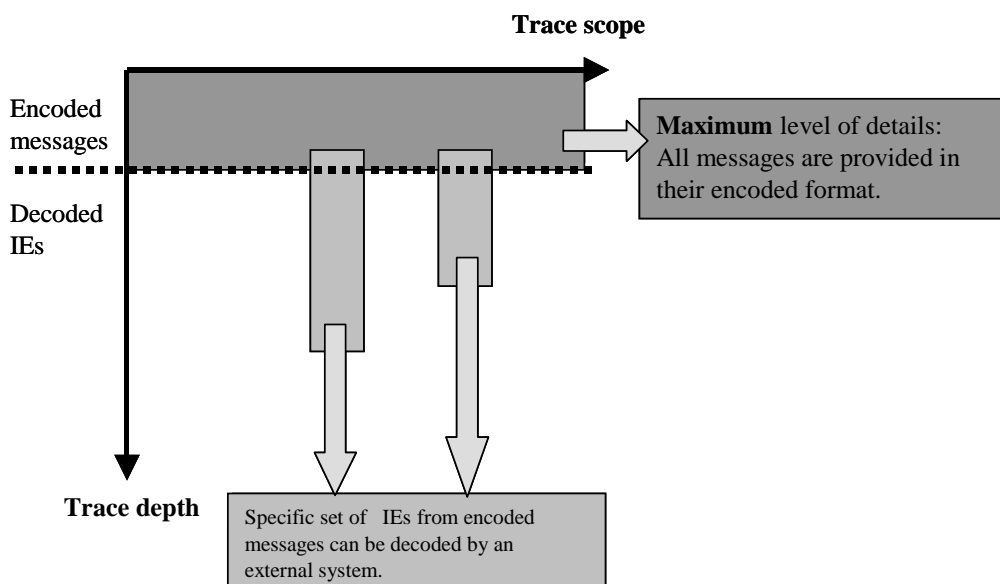 Trace scope
Encoded
messages
Maximum level of details:
All messages are provided in
their encoded format.
Decoded
IEs
Trace depth
Specific set of IEs from encoded
messages can be decoded by an
external system.